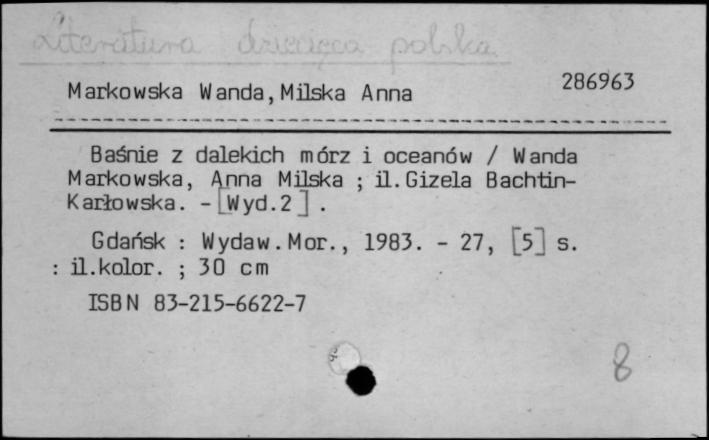 Literatura dziecięca polska
286963
Markowska Wanda, Milska Anna
Baśnie z dalekich mórz i oceanów / Wanda
Markowska, Anna Milska ; il. Gizela Bachtin-
Karłowska. - [Wyd.2] .
Gdańsk : Wydaw. Mor., 1983. - 27, [5] s.
: il.kolor. ; 30 cm
ISBN 83-215-6622-7
8